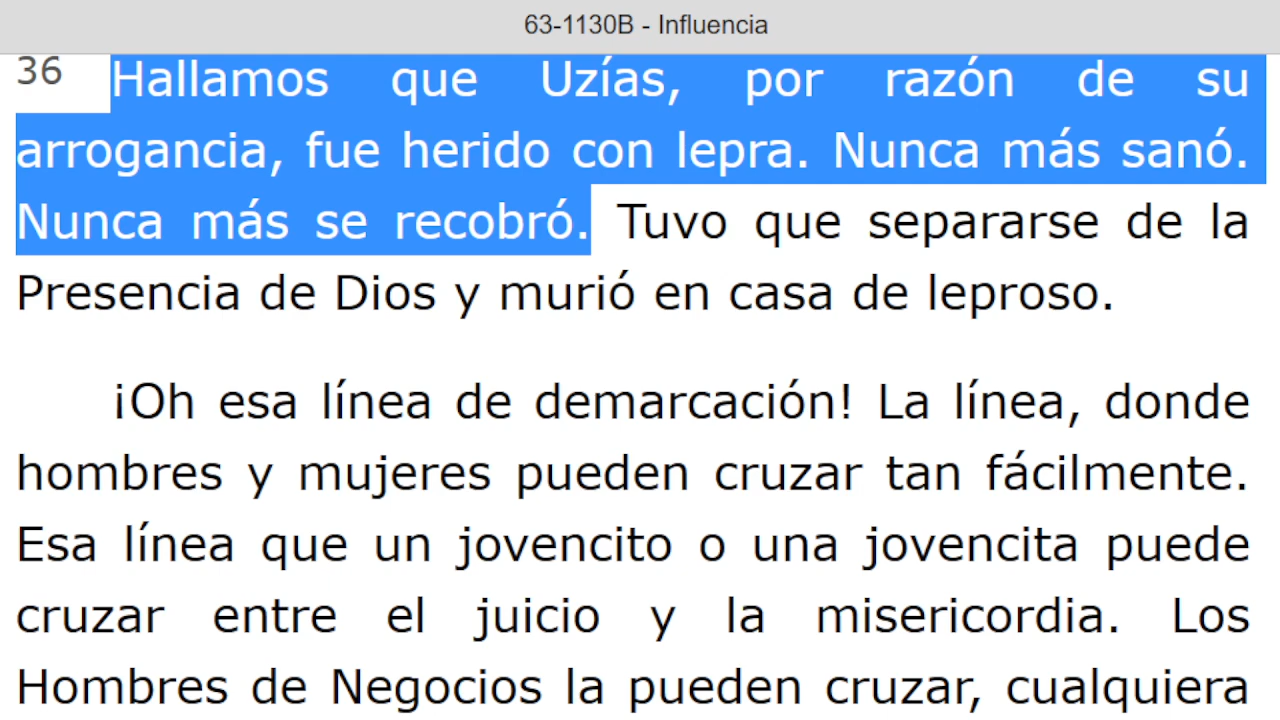 63-1130B - Influencia
36 Hallamos que Uzías, por razón de su
arrogancia, fue herido con lepra. Nunca más sanó.
Nunca más se recobró. Tuvo que separarse de la
Presencia de Dios y murió en casa de leproso.
¡Oh esa línea de demarcación! La línea, donde
hombres y mujeres pueden cruzar tan fácilmente.
Esa línea que un jovencito o una jovencita puede
cruzar entre el juicio y la misericordia. Los
Hombres de Negocios la pueden cruzar, cualquiera